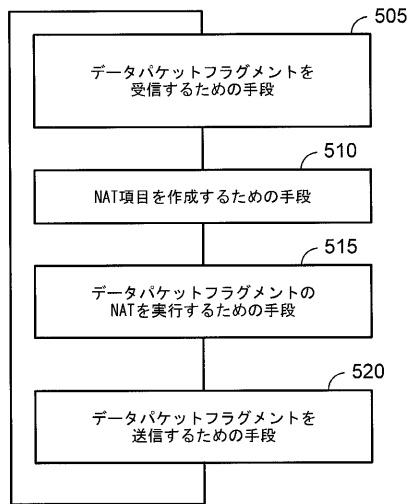 505
データパケットフラグメントを
受信するための手段
510
NAT項目を作成するための手段
515
データパケットフラグメントの
NATを実行するための手段
520
データパケットフラグメントを
送信するための手段